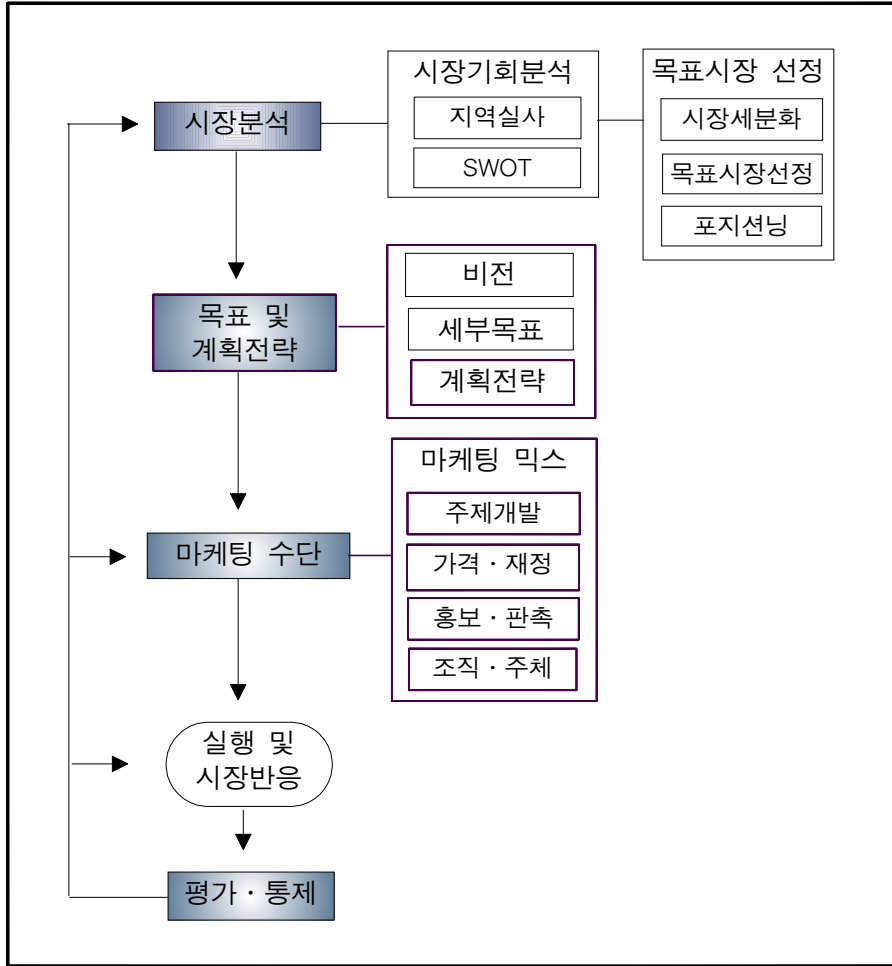 시장분석
시장기회분석
지역실사
SWOT
목표시장 선정
시장세분화
목표시장선정
포지션닝
목표 및
계획전략
비전
세부목표
계획전략
마케팅 수단
마케팅 믹스
주제개발
가격·재정
홍보·판촉
조직·주체
실행 및
시장반응
평가·통제